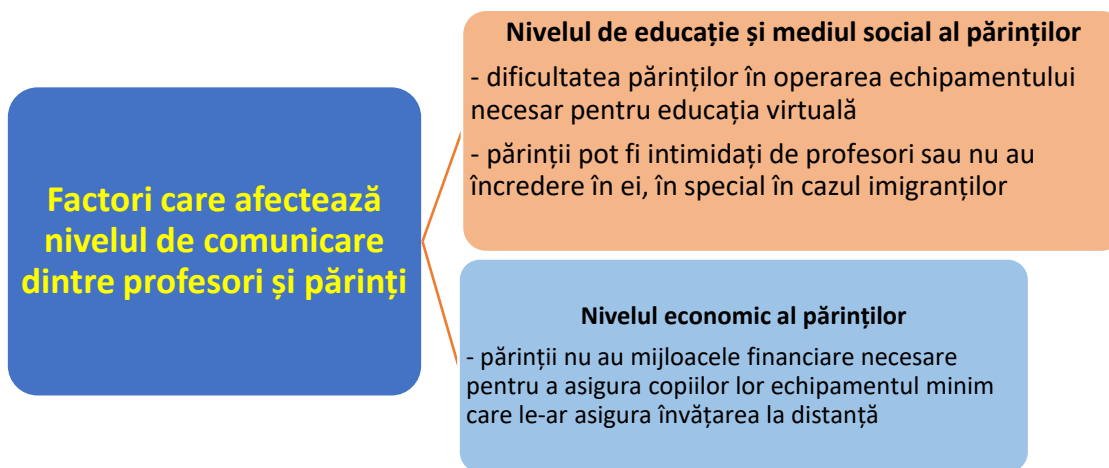 Factori care afectează
nivelul de comunicare
dintre profesori și părinți
Nivelul de educație și mediul social al părinților
- dificultatea părinților în operarea echipamentului
necesar pentru educația virtuală
- părinții pot fi intimidați de profesori sau nu au
încredere în ei, în special în cazul imigranților
Nivelul economic al părinților
- părinții nu au mijloacele financiare necesare
pentru a asigura copiilor lor echipamentul minim
care le-ar asigura învățarea la distanță